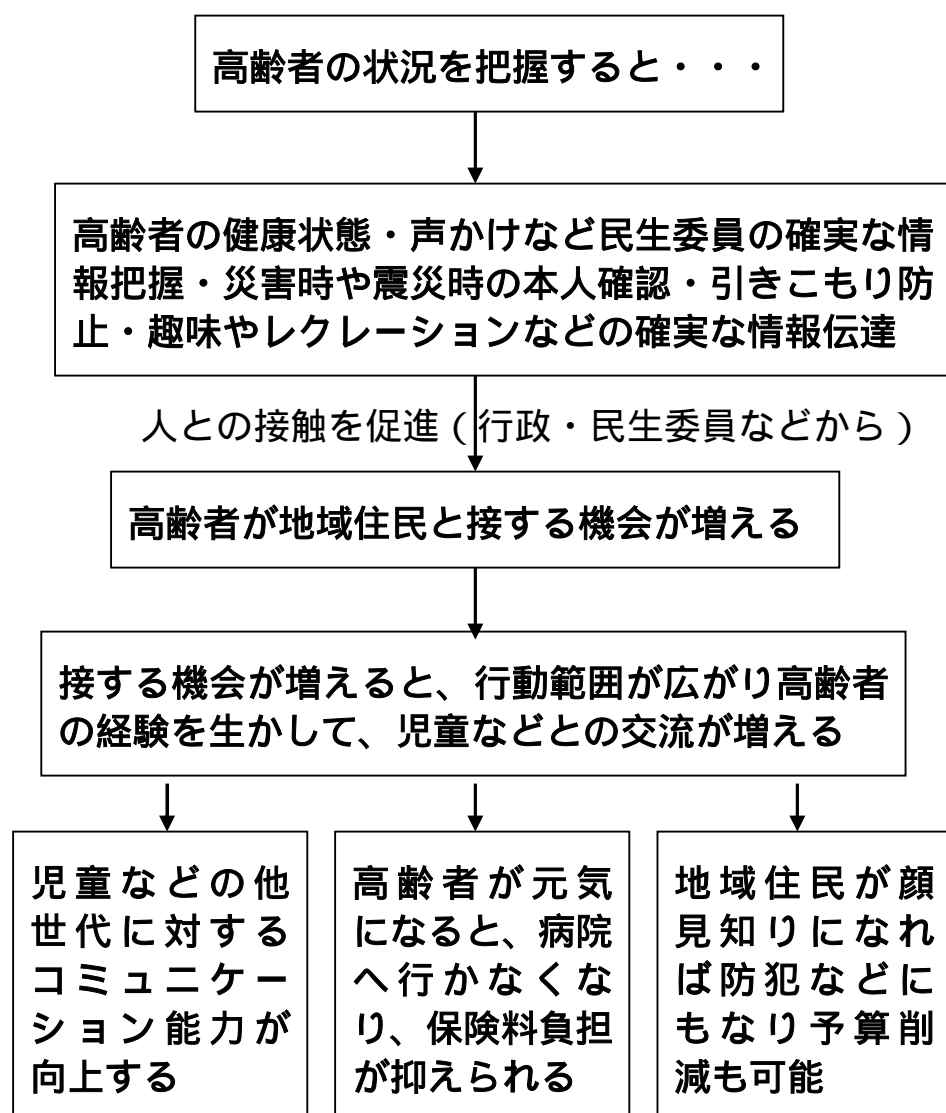 高齢者の状況を把握すると・・・
高齢者の健康状態・声かけなど民生委員の確実な情
報把握・災害時や震災時の本人確認・引きこもり防
止・趣味やレクレーションなどの確実な情報伝達
人との接触を促進（行政・民生委員などから）
高齢者が地域住民と接する機会が増える
接する機会が増えると、行動範囲が広がり高齢者
の経験を生かして、児童などとの交流が増える
児童などの他
世代に対する
コミュニケー
ション能力が
向上する
高齢者が元気
になると、病院
へ行かなくな
り、保険料負担
が抑えられる
地域住民が顔
見知りになれ
ば防犯などに
もなり予算削
減も可能